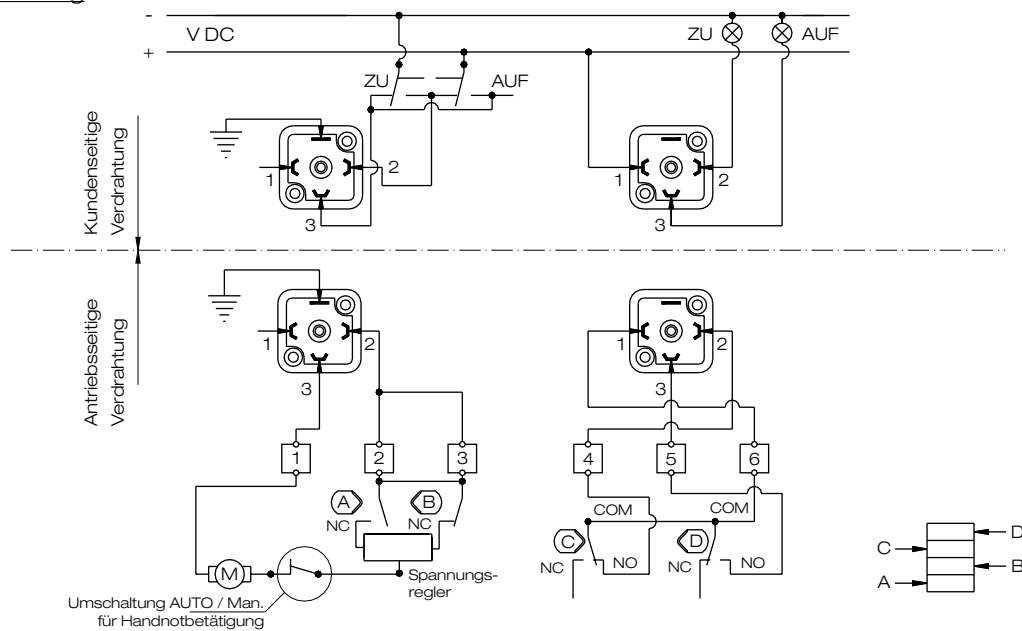 -
V DC
ZU AUF
+
ZU AUF
Kundenseitige
Verdrahtung
1 2 3
1 2 3
Antriebsseitige
Verdrahtung
1 2 3
1 2 3
1 2 3 4 5 6
A B
NC NC
COM COM
C D
NC NO NC NO
M
Spannungs-
regler
Umschaltung AUTO / Man.
für Handnotbetätigung
D
C
B
A